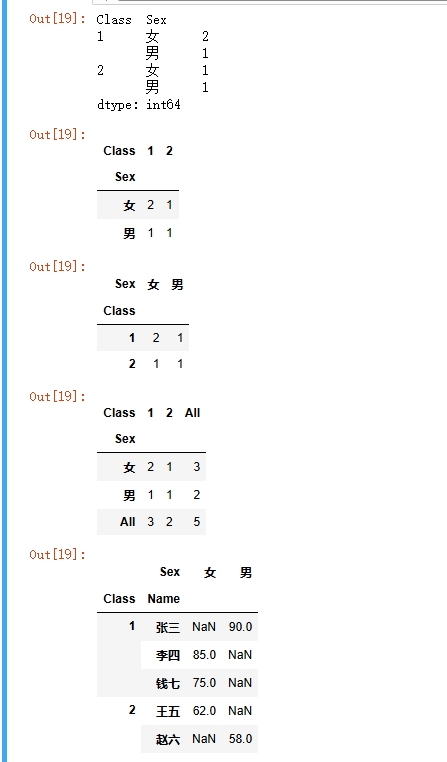 Out[19]: Class  Sex
1      女      2
       男      1
2      女      1
       男      1
dtype: int64
Out[19]:
Class 1 2
Sex
女 2 1
男 1 1
Out[19]:
Sex 女 男
Class
1 2 1
2 1 1
Out[19]:
Class 1 2 All
Sex
女 2 1 3
男 1 1 2
All 3 2 5
Out[19]:
Sex 女 男
Class Name
1 张三 NaN 90.0
李四 85.0 NaN
钱七 75.0 NaN
2 王五 62.0 NaN
赵六 NaN 58.0